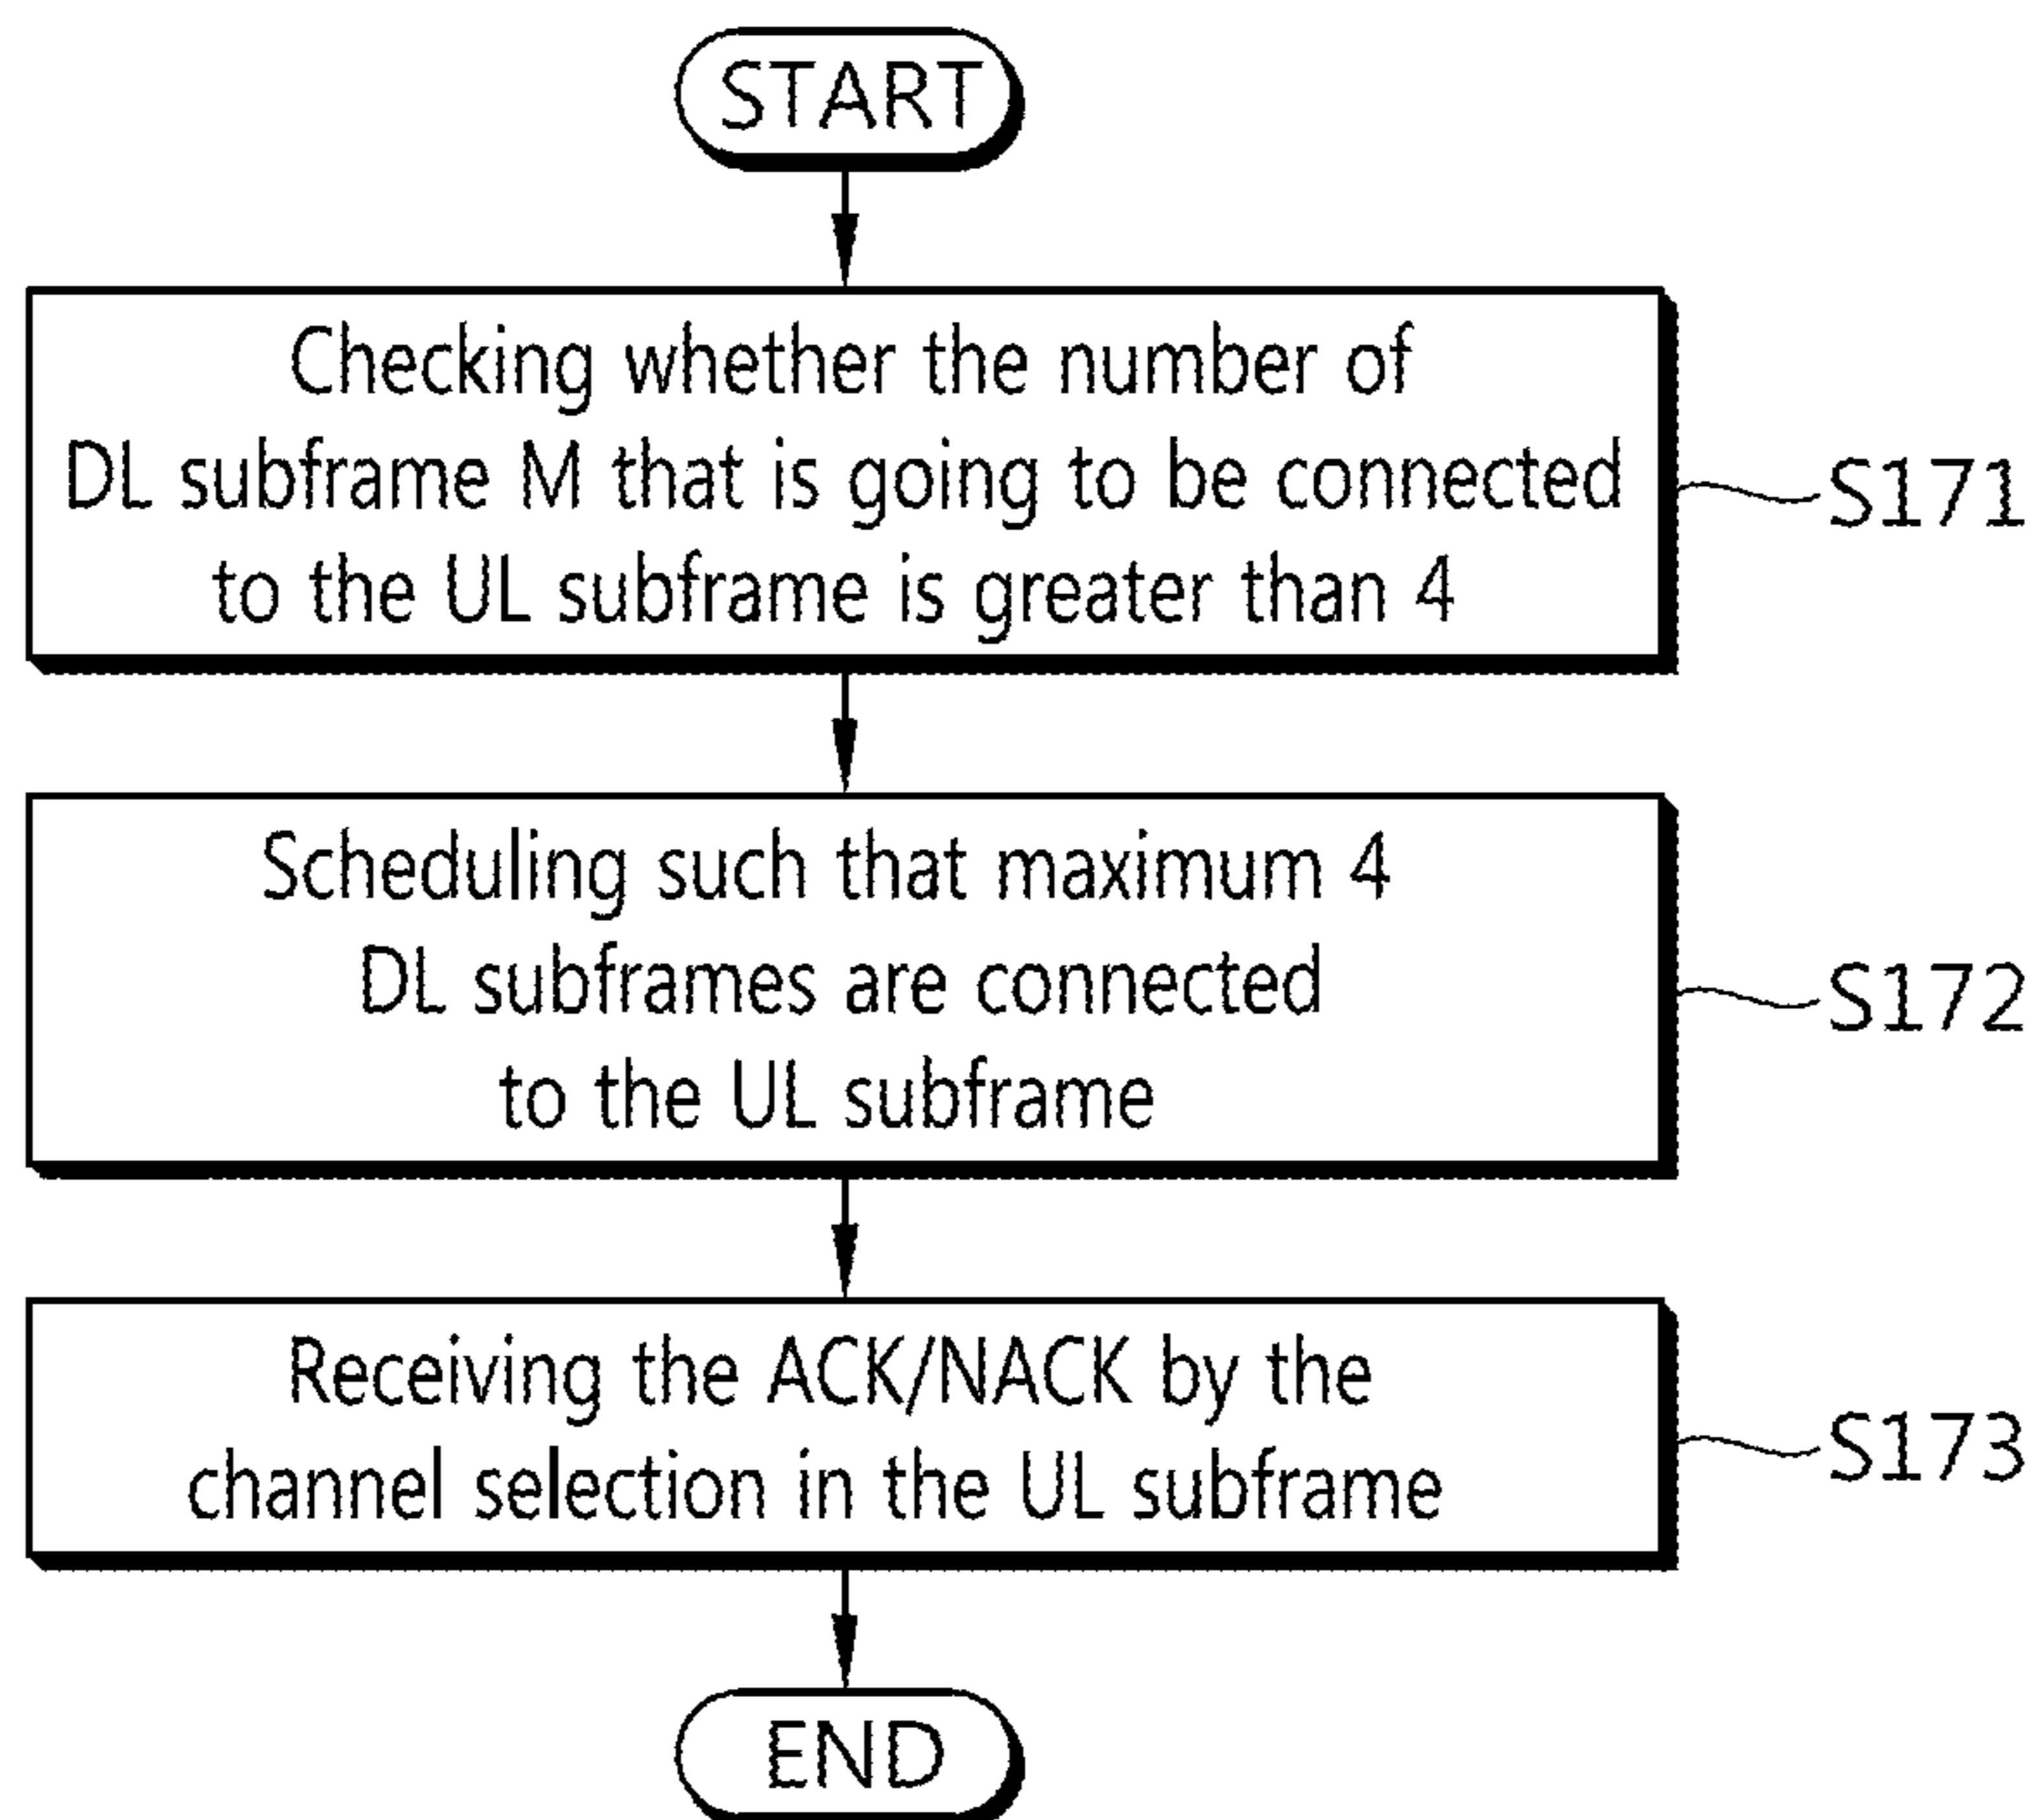 START
Checking whether the number of
DL subframe M that is going to be connected
to the UL subframe is greater than 4
S171
Scheduling such that maximum 4
DL subframes are connected
to the UL subframe
S172
Receiving the ACK/NACK by the
channel selection in the UL subframe
S173
END